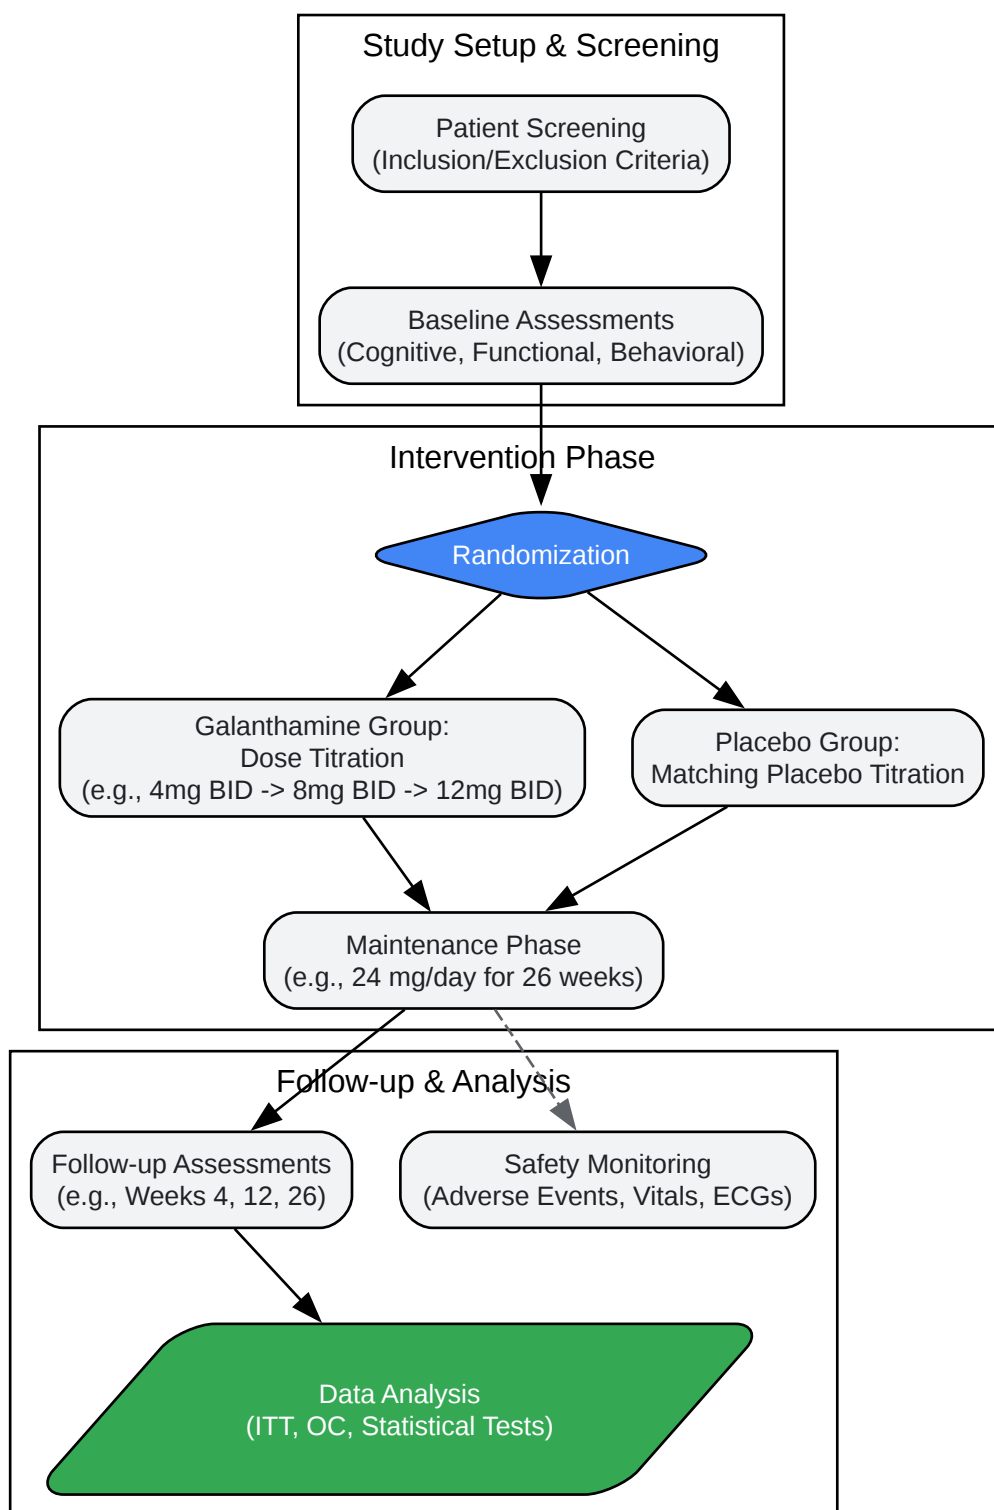 Study Setup & Screening
Patient Screening
(Inclusion/Exclusion Criteria)
Baseline Assessments
(Cognitive, Functional, Behavioral)
Intervention Phase
Randomization
Galanthamine Group:
Dose Titration
(e.g., 4mg BID -> 8mg BID -> 12mg BID)
Placebo Group:
Matching Placebo Titration
Maintenance Phase
(e.g., 24 mg/day for 26 weeks)
Follow-up & Analysis
Follow-up Assessments
(e.g., Weeks 4, 12, 26)
Safety Monitoring
(Adverse Events, Vitals, ECGs)
Data Analysis
(ITT, OC, Statistical Tests)